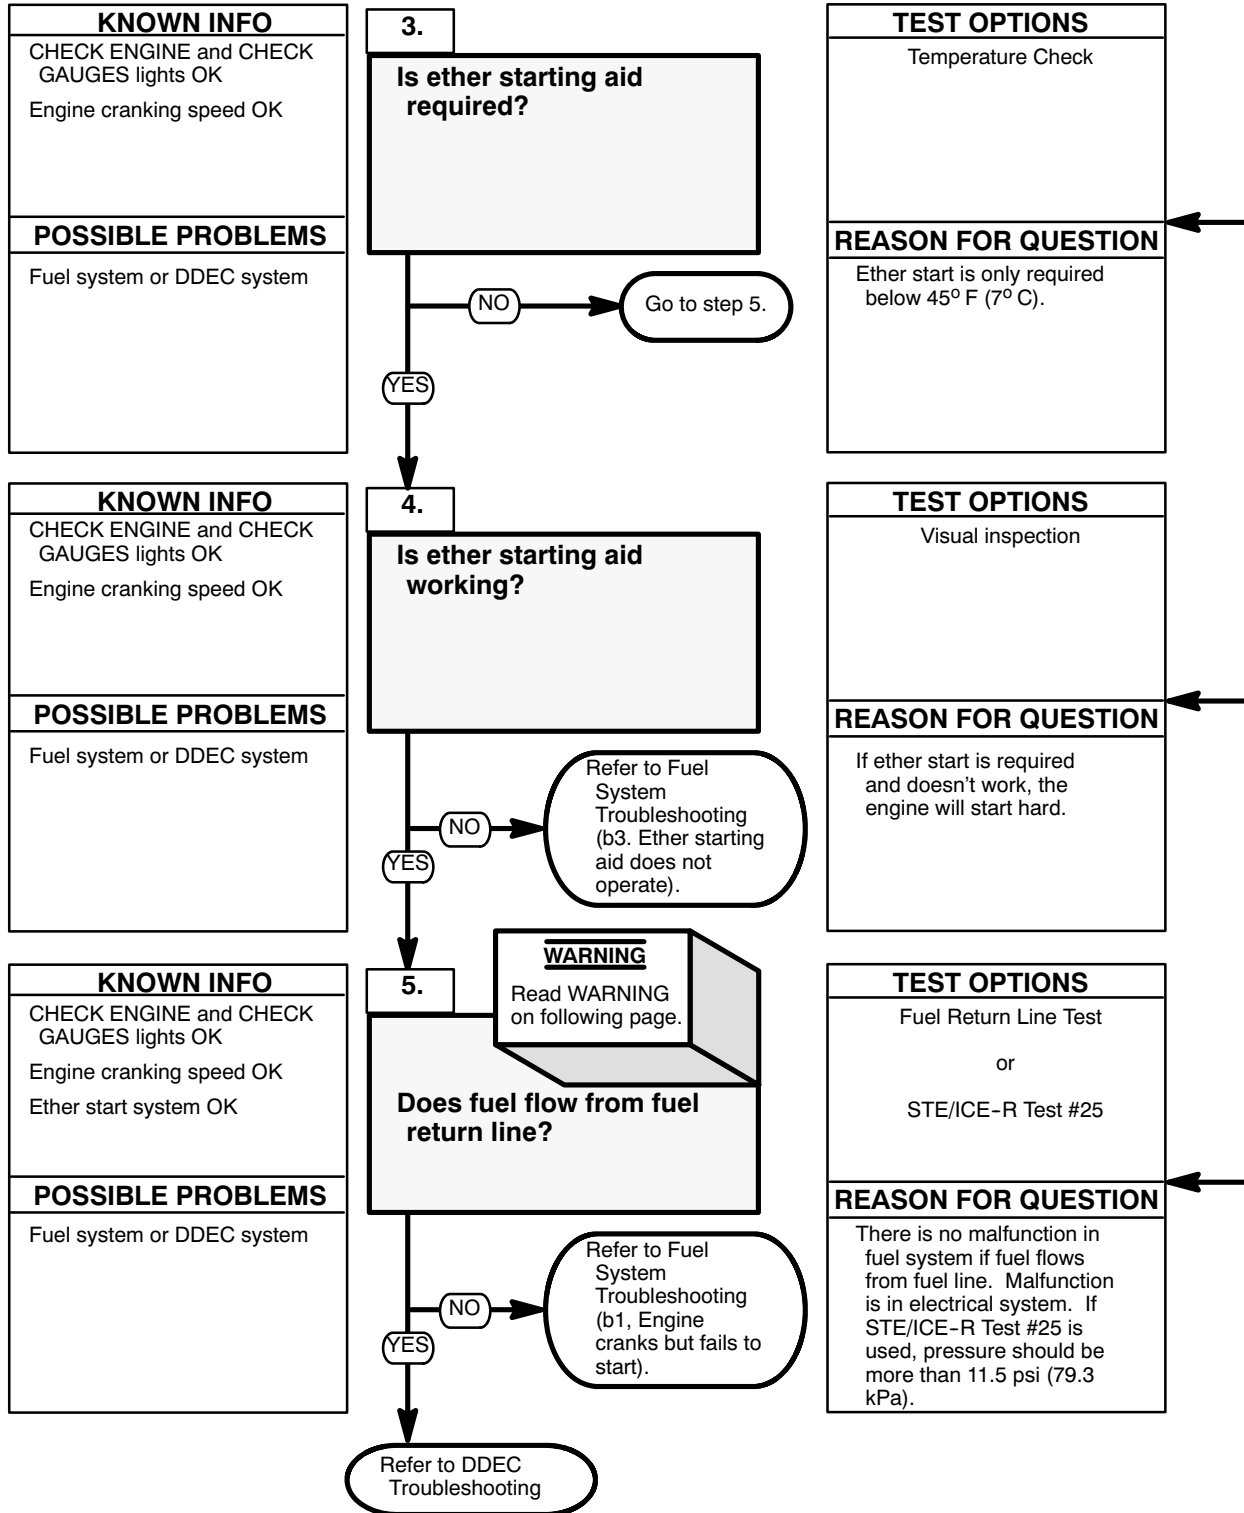 KNOWN INFO
CHECK ENGINE and CHECK
GAUGES lights OK
Engine cranking speed OK
POSSIBLE PROBLEMS
Fuel system or DDEC system
3.
Is ether starting aid
required?
NO
Go to step 5.
YES
TEST OPTIONS
Temperature Check
REASON FOR QUESTION
Ether start is only required
below 45º F (7º C).
KNOWN INFO
CHECK ENGINE and CHECK
GAUGES lights OK
Engine cranking speed OK
POSSIBLE PROBLEMS
Fuel system or DDEC system
4.
Is ether starting aid
working?
NO
Refer to Fuel
System
Troubleshooting
(b3. Ether starting
aid does not
operate).
YES
TEST OPTIONS
Visual inspection
REASON FOR QUESTION
If ether start is required
and doesn't work, the
engine will start hard.
KNOWN INFO
CHECK ENGINE and CHECK
GAUGES lights OK
Engine cranking speed OK
Ether start system OK
POSSIBLE PROBLEMS
Fuel system or DDEC system
5.
WARNING
Read WARNING
on following page.
Does fuel flow from fuel
return line?
NO
Refer to Fuel
System
Troubleshooting
(b1, Engine
cranks but fails to
start).
YES
Refer to DDEC
Troubleshooting
TEST OPTIONS
Fuel Return Line Test
or
STE/ICE-R Test #25
REASON FOR QUESTION
There is no malfunction in
fuel system if fuel flows
from fuel line. Malfunction
is in electrical system. If
STE/ICE-R Test #25 is
used, pressure should be
more than 11.5 psi (79.3
kPa).